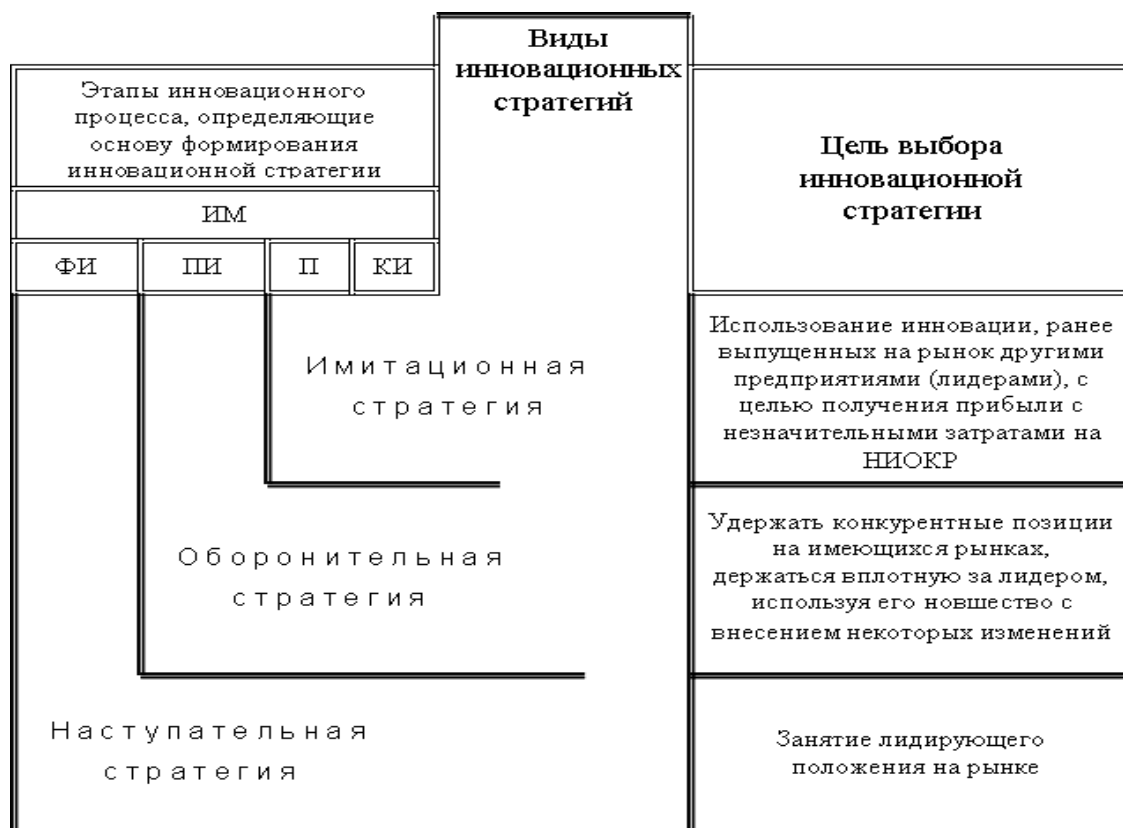 Виды
инновационных
стратегий
Этапы инновационного
процесса, определяющие
основу формирования
инновационной стратегии
ИМ
ФИ ПИ П КИ
Цель выбора
инновационной
стратегии
Имитационная
стратегия
Использование инновации, ранее
выпущенных на рынок другими
предприятиями (лидерами), с
целью получения прибыли с
незначительными затратами на
НИОКР
Оборонительная
стратегия
Удержать конкурентные позиции
на имеющихся рынках,
держаться вплотную за лидером,
используя его новшество с
внесением некоторых изменений
Наступательная
стратегия
Занятие лидирующего
положения на рынке